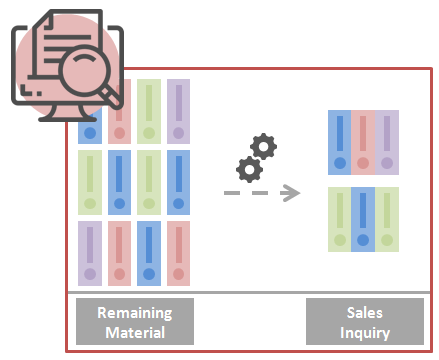 Remaining
Material
Sales
Inquiry